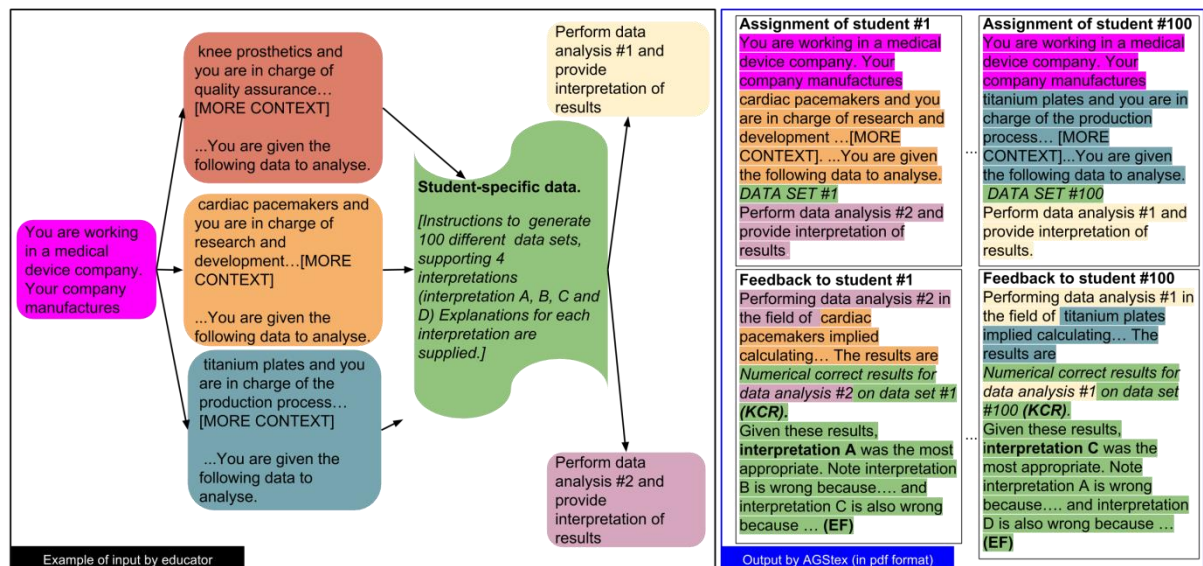 You are working
in a medical
device company.
Your company
manufactures
knee prosthetics and
you are in charge of
quality assurance…
[MORE CONTEXT]
...You are given the
following data to analyse.
cardiac pacemakers and
you are in charge of
research and
development…[MORE
CONTEXT]
...You are given the
following data to analyse.
titanium plates and you
are in charge of the
production process…
[MORE CONTEXT]
...You are given the
following data to
analyse.
Student-specific data.
[Instructions to generate
100 different data sets,
supporting 4
interpretations
(interpretation A, B, C and
D) Explanations for each
interpretation are
supplied.]
Perform data
analysis #1 and
provide
interpretation of
results
Perform data
analysis #2 and
provide
interpretation of
results
Example of input by educator
Assignment of student #1
You are working in a medical
device company. Your
company manufactures
cardiac pacemakers and you
are in charge of research and
development …[MORE
CONTEXT]. ...You are given
the following data to analyse.
DATA SET #1
Perform data analysis #2 and
provide interpretation of
results
...
Assignment of student #100
You are working in a medical
device company. Your
company manufactures
titanium plates and you are in
charge of the production
process… [MORE
CONTEXT]...You are given
the following data to analyse.
DATA SET #100
Perform data analysis #1 and
provide interpretation of
results.
Feedback to student #1
Performing data analysis #2 in
the field of cardiac
pacemakers implied
calculating… The results are
Numerical correct results for
data analysis #2 on data set #1
(KCR).
Given these results,
interpretation A was the most
appropriate. Note interpretation
B is wrong because…. and
interpretation C is also wrong
because … (EF)
...
Feedback to student #100
Performing data analysis #1 in
the field of titanium plates
implied calculating… The
results are
Numerical correct results for
data analysis #1 on data set
#100 (KCR).
Given these results,
interpretation C was the
most appropriate. Note
interpretation A is wrong
because…. and interpretation
D is also wrong because …
(EF)
Output by AGStex (in pdf format)